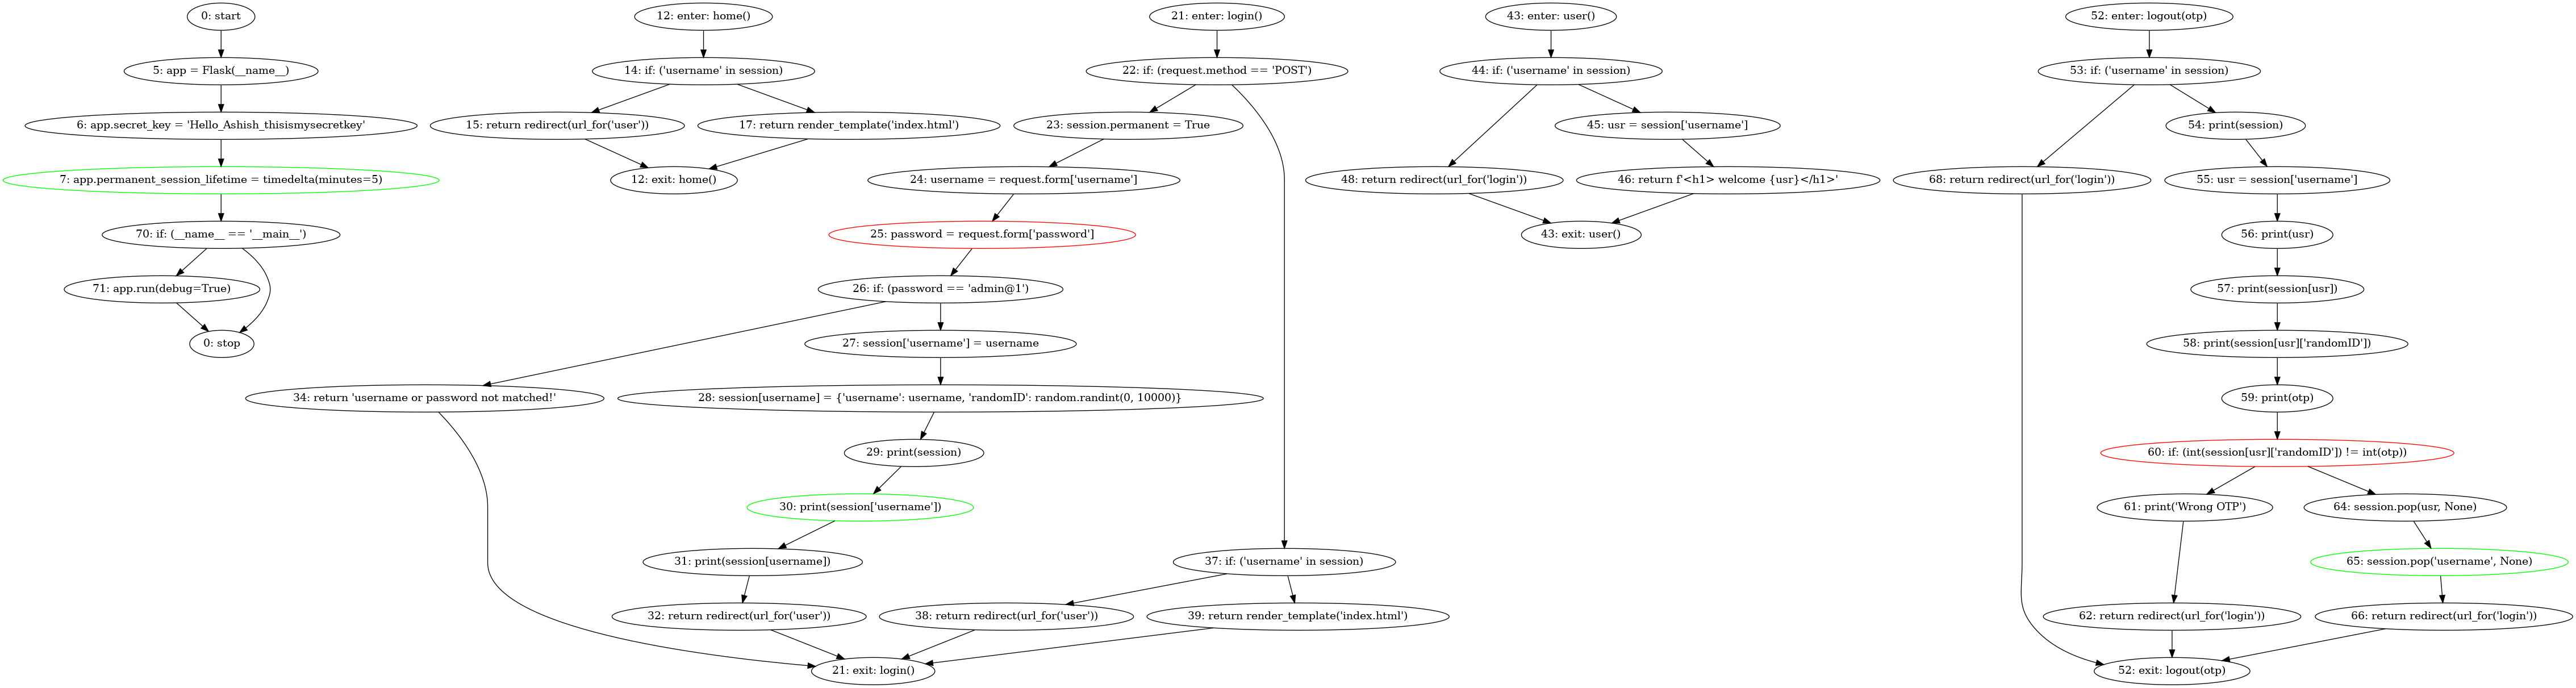 0: start
5: app = Flask(__name__)
6: app.secret_key = 'Hello_Ashish_thisismysecretkey'
7: app.permanent_session_lifetime = timedelta(minutes=5)
70: if: (__name__ == '__main__')
71: app.run(debug=True)
0: stop
12: enter: home()
14: if: ('username' in session)
15: return redirect(url_for('user'))
17: return render_template('index.html')
12: exit: home()
21: enter: login()
22: if: (request.method == 'POST')
23: session.permanent = True
24: username = request.form['username']
25: password = request.form['password']
26: if: (password == 'admin@1')
27: session['username'] = username
34: return 'username or password not matched!'
28: session[username] = {'username': username, 'randomID': random.randint(0, 10000)}
29: print(session)
30: print(session['username'])
31: print(session[username])
37: if: ('username' in session)
32: return redirect(url_for('user'))
38: return redirect(url_for('user'))
39: return render_template('index.html')
21: exit: login()
43: enter: user()
44: if: ('username' in session)
45: usr = session['username']
48: return redirect(url_for('login'))
46: return f'<h1> welcome {usr}</h1>'
43: exit: user()
52: enter: logout(otp)
53: if: ('username' in session)
54: print(session)
68: return redirect(url_for('login'))
55: usr = session['username']
56: print(usr)
57: print(session[usr])
58: print(session[usr]['randomID'])
59: print(otp)
60: if: (int(session[usr]['randomID']) != int(otp))
61: print('Wrong OTP')
64: session.pop(usr, None)
65: session.pop('username', None)
62: return redirect(url_for('login'))
66: return redirect(url_for('login'))
52: exit: logout(otp)